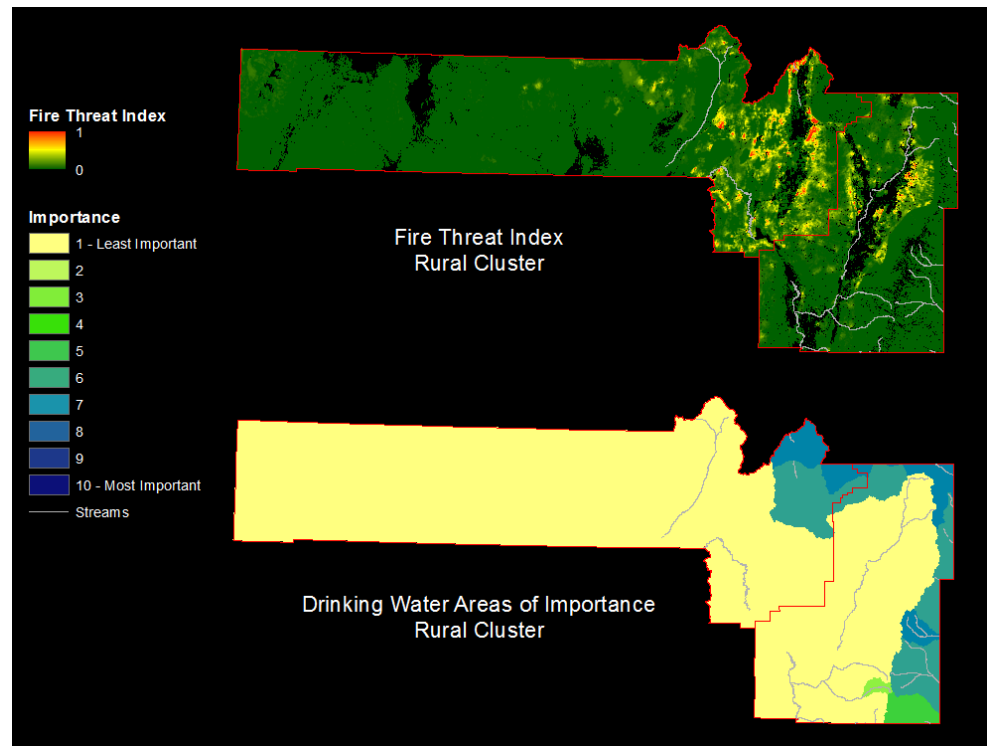 Fire Threat Index
1
0
Importance
1 - Least Important
2
3
4
5
6
7
8
9
10 - Most Important
Streams
Fire Threat Index
Rural Cluster
Drinking Water Areas of Importance
Rural Cluster